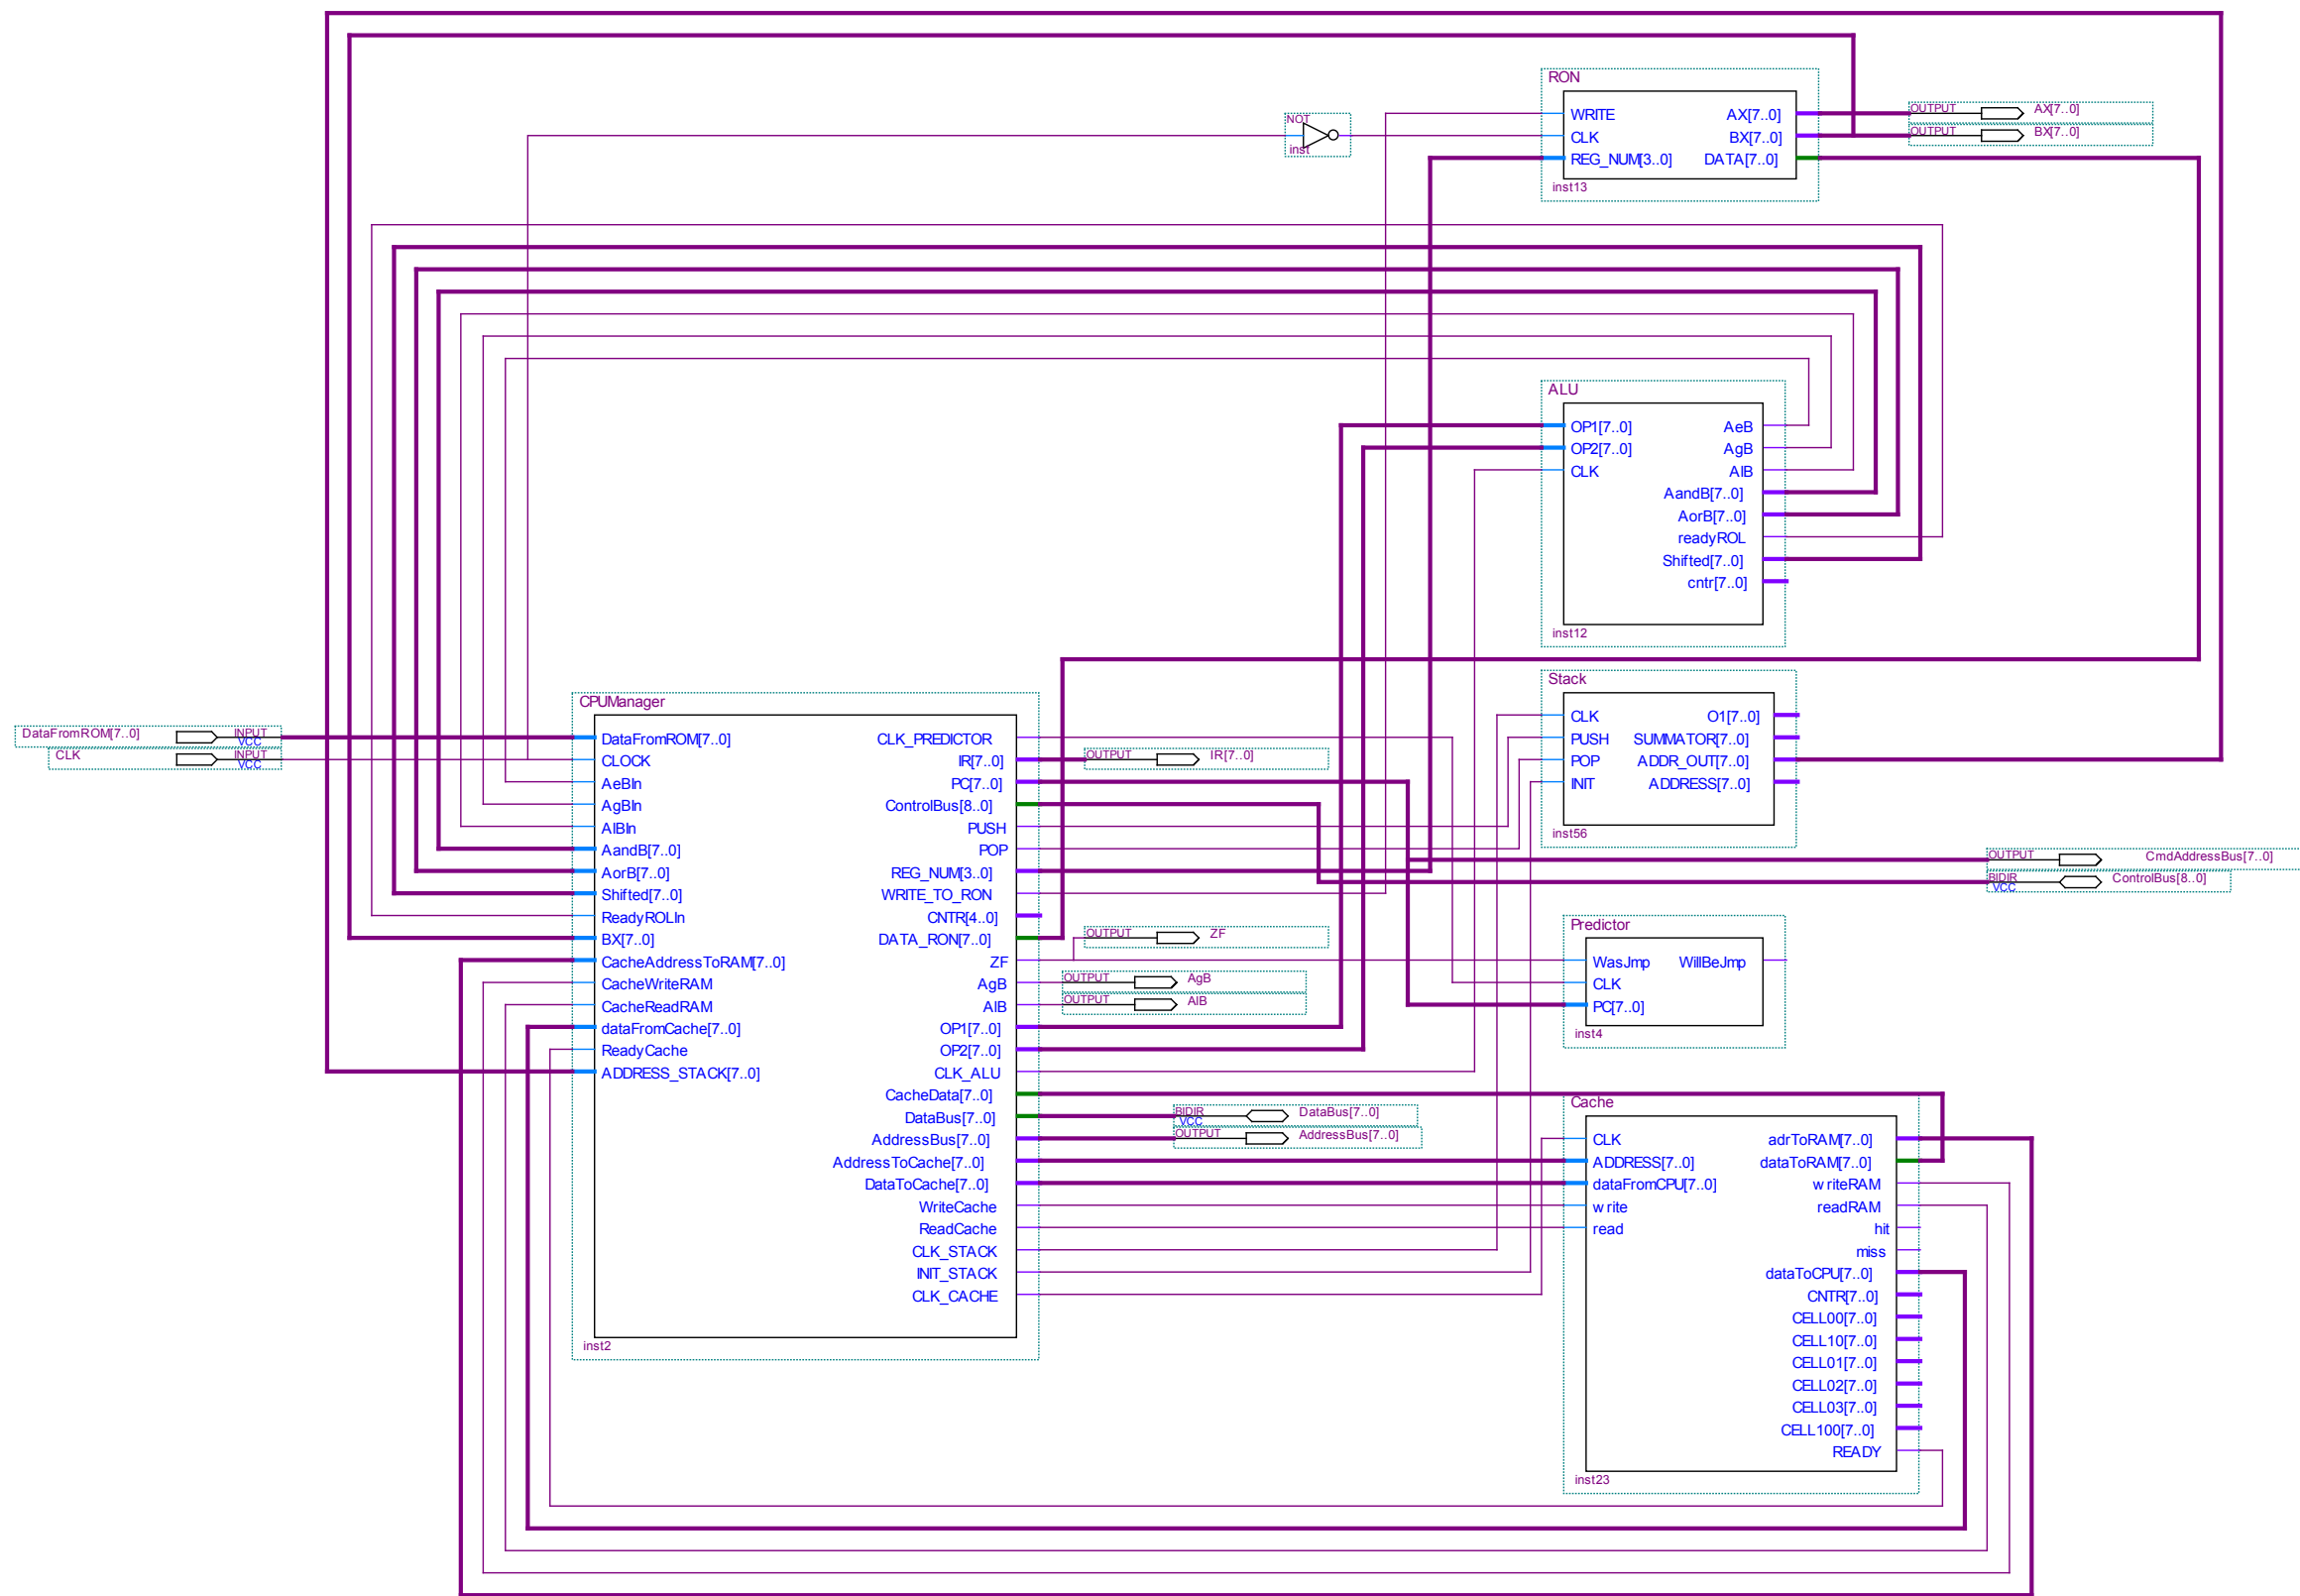 RON
WRITE
CLK
REG_NUM[3..0]
AX[7..0]
BX[7..0]
DATA[7..0]
inst13
OUTPUT
AX[7..0]
OUTPUT
BX[7..0]
NOT
inst
ALU
OP1[7..0]
OP2[7..0]
CLK
AeB
AgB
AlB
AandB[7..0]
AorB[7..0]
readyROL
Shifted[7..0]
cntr[7..0]
inst12
Stack
CLK
PUSH
POP
INIT
O1[7..0]
SUMMATOR[7..0]
ADDR_OUT[7..0]
ADDRESS[7..0]
inst56
DataFromROM[7..0]
INPUT
VCC
CLK
INPUT
VCC
CPUManager
DataFromROM[7..0]
CLOCK
AeBIn
AgBIn
AlBIn
AandB[7..0]
AorB[7..0]
Shifted[7..0]
ReadyROLIn
BX[7..0]
CacheAddressToRAM[7..0]
CacheWriteRAM
CacheReadRAM
dataFromCache[7..0]
ReadyCache
ADDRESS_STACK[7..0]
CLK_PREDICTOR
IR[7..0]
PC[7..0]
ControlBus[8..0]
PUSH
POP
REG_NUM[3..0]
WRITE_TO_RON
CNTR[4..0]
DATA_RON[7..0]
ZF
AgB
AlB
OP1[7..0]
OP2[7..0]
CLK_ALU
CacheData[7..0]
DataBus[7..0]
AddressBus[7..0]
AddressToCache[7..0]
DataToCache[7..0]
WriteCache
ReadCache
CLK_STACK
INIT_STACK
CLK_CACHE
inst2
OUTPUT
IR[7..0]
OUTPUT
CmdAddressBus[7..0]
BIDIR
VCC
ControlBus[8..0]
OUTPUT
ZF
OUTPUT
AgB
OUTPUT
AlB
Predictor
WasJmp
CLK
PC[7..0]
WillBeJmp
inst4
BIDIR
VCC
DataBus[7..0]
OUTPUT
AddressBus[7..0]
Cache
CLK
ADDRESS[7..0]
dataFromCPU[7..0]
write
read
adrToRAM[7..0]
dataToRAM[7..0]
writeRAM
readRAM
hit
miss
dataToCPU[7..0]
CNTR[7..0]
CELL00[7..0]
CELL10[7..0]
CELL01[7..0]
CELL02[7..0]
CELL03[7..0]
CELL100[7..0]
READY
inst23